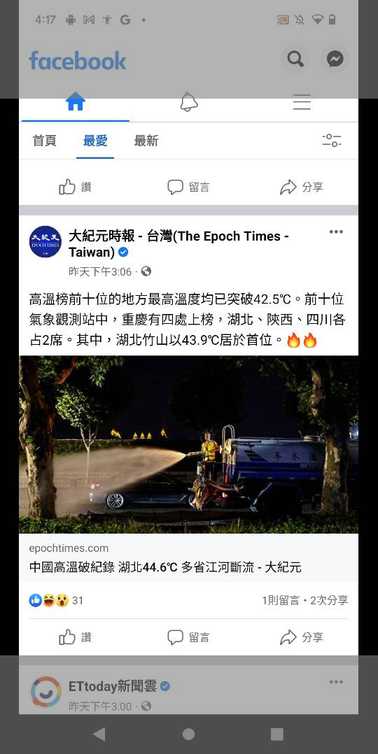 4:17
facebook
首頁 最愛 最新
讚 留言 分享
大紀元時報 - 台灣(The Epoch Times -
Taiwan)
昨天下午3:06 ·
高溫榜前十位的地方最高溫度均已突破42.5℃。前十位
氣象觀測站中，重慶有四處上榜，湖北、陝西、四川各
占2席。其中，湖北竹山以43.9℃居於首位。🔥🔥
epochtimes.com
中國高溫破紀錄 湖北44.6℃ 多省江河斷流 - 大紀元
31 1則留言 • 2次分享
讚 留言 分享
ETtoday新聞雲
昨天下午3:00 ·